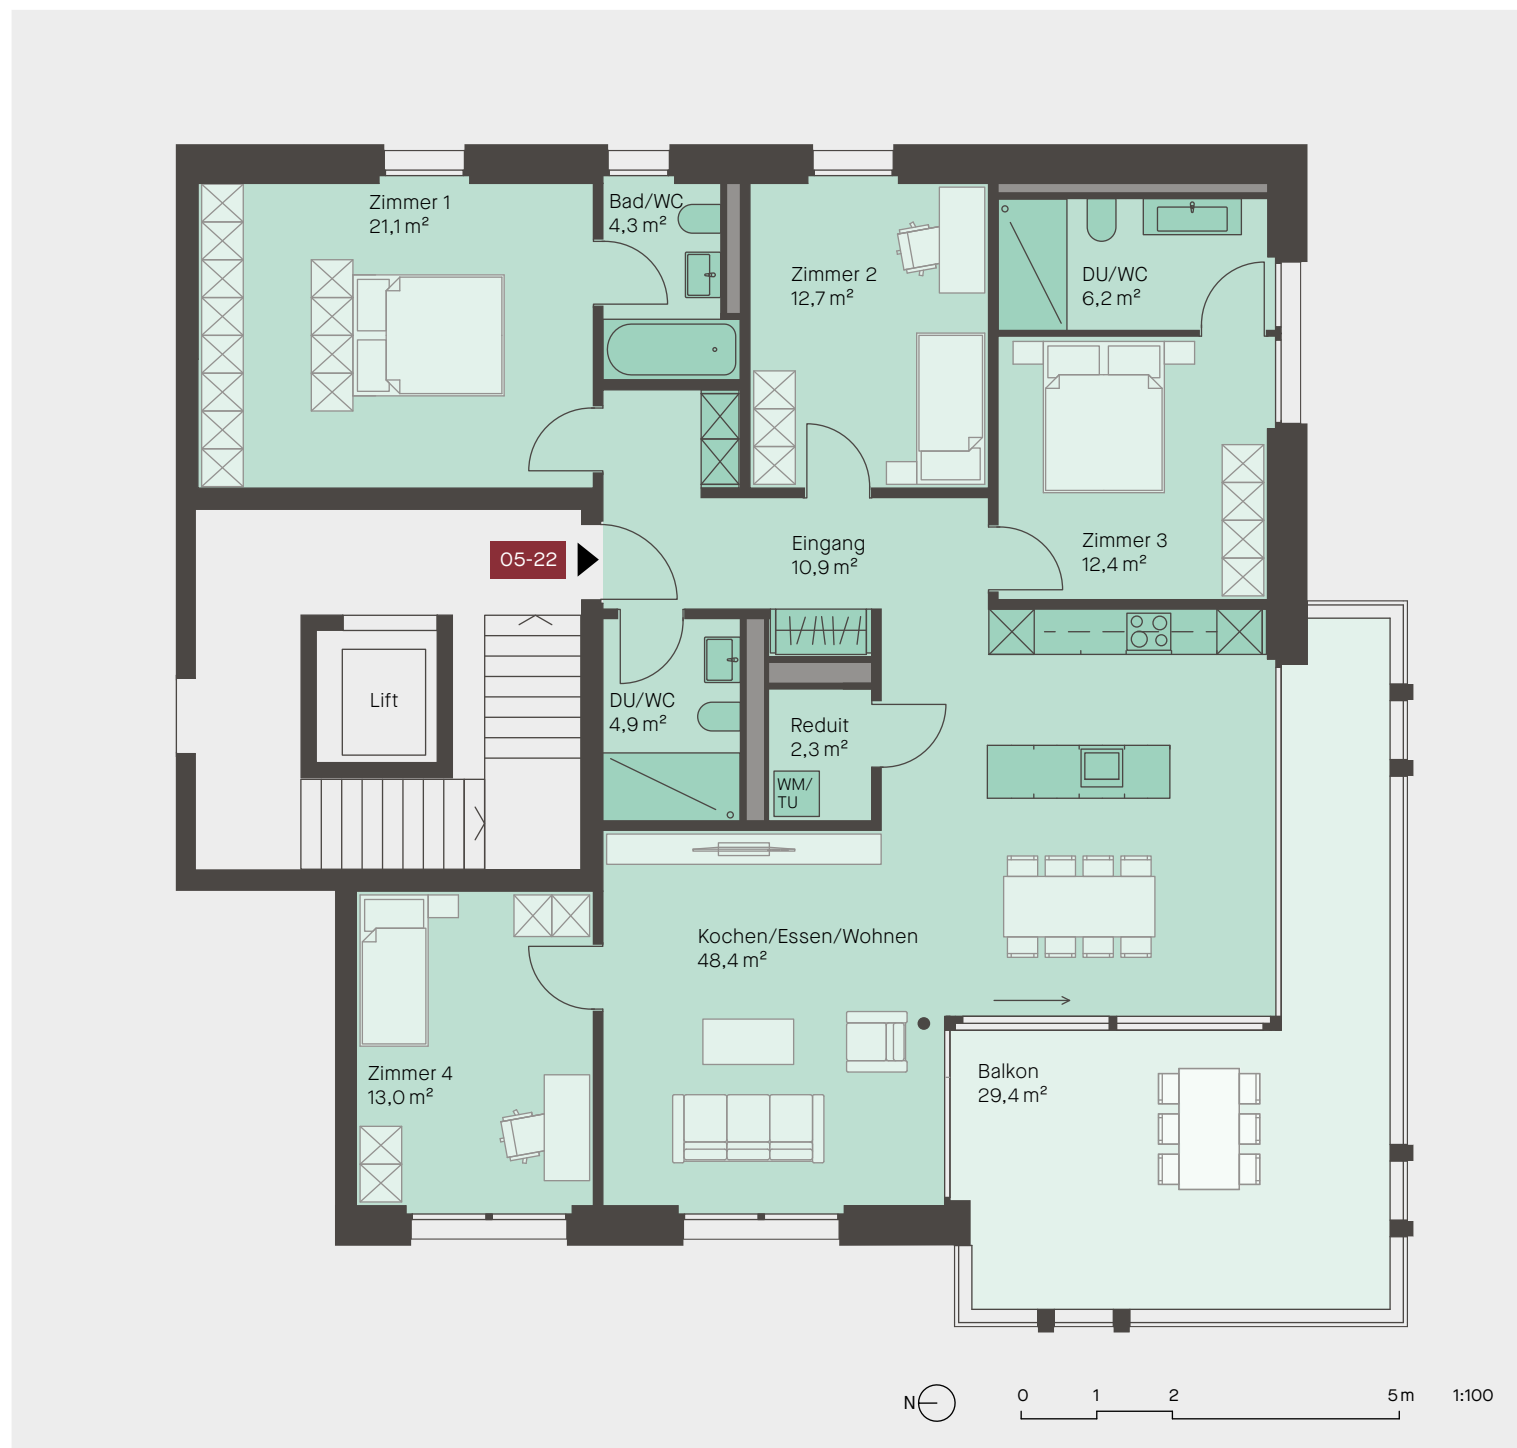 Zimmer 1
21,1 m²
Bad/WC
4,3 m²
Zimmer 2
12,7 m²
DU/WC
6,2 m²
05-22
Eingang
10,9 m²
Zimmer 3
12,4 m²
Lift
DU/WC
4,9 m²
Reduit
2,3 m²
WM/
TU
Kochen/Essen/Wohnen
48,4 m²
Zimmer 4
13,0 m²
Balkon
29,4 m²
N
0 1 2 5 m 1:100